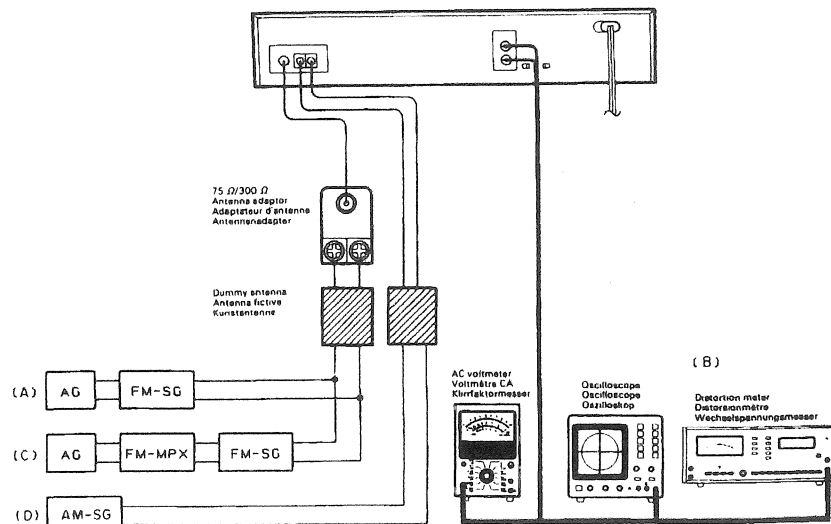 75 Ω/300 Ω
Antenna adaptor
Adaptateur d'antenne
Antennenadapter
Dummy antenna
Antenna fictive
Kunstantenne
(A) AG FM-SG
(C) AG FM-MPX FM-SG
(D) AM-SG
AC voltmeter
Voltmètre CA
Klirrfaktormesser
Oscilloscope
Oscilloscope
Oszilloskop
(B)
Distortion meter
Distorsionmètre
Wechselspannungsmesser